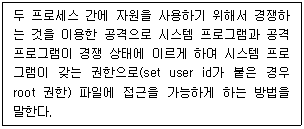 두 프로세스 간에 자원을 사용하기 위해서 경쟁하
는 것을 이용한 공격으로 시스템 프로그램과 공격
프로그램이 경쟁 상태에 이르게 하여 시스템 프로
그램이 갖는 권한으로(set user id가 붙은 경우
root 권한) 파일에 접근을 가능하게 하는 방법을
말한다.